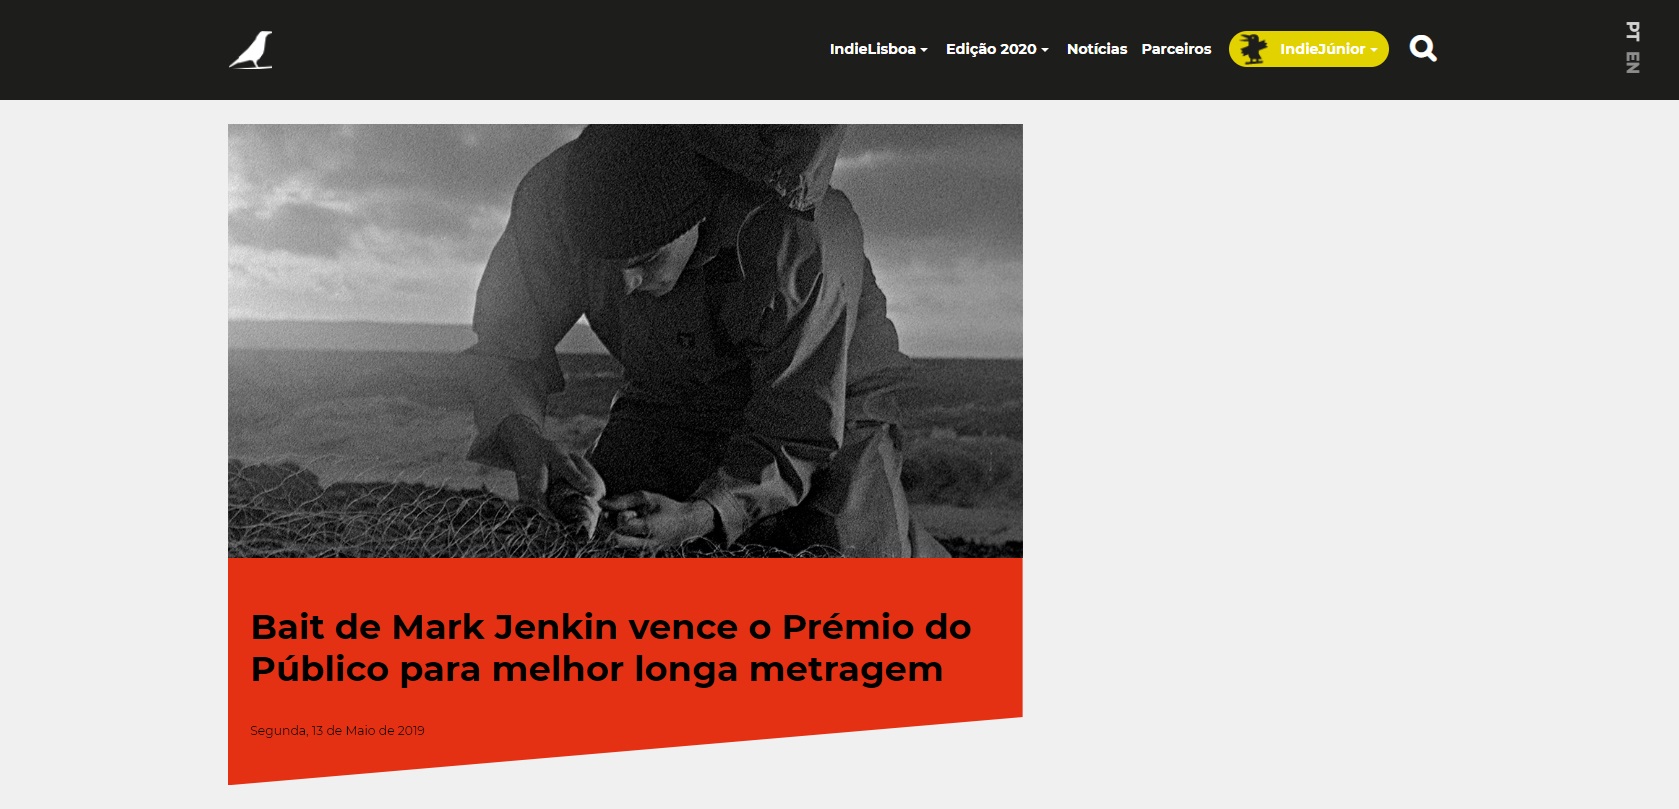 IndieLisboa
Edição 2020
Notícias
Parceiros
IndieJúnior
PT
EN
Bait de Mark Jenkin vence o Prémio do
Público para melhor longa metragem
Segunda, 13 de Maio de 2019